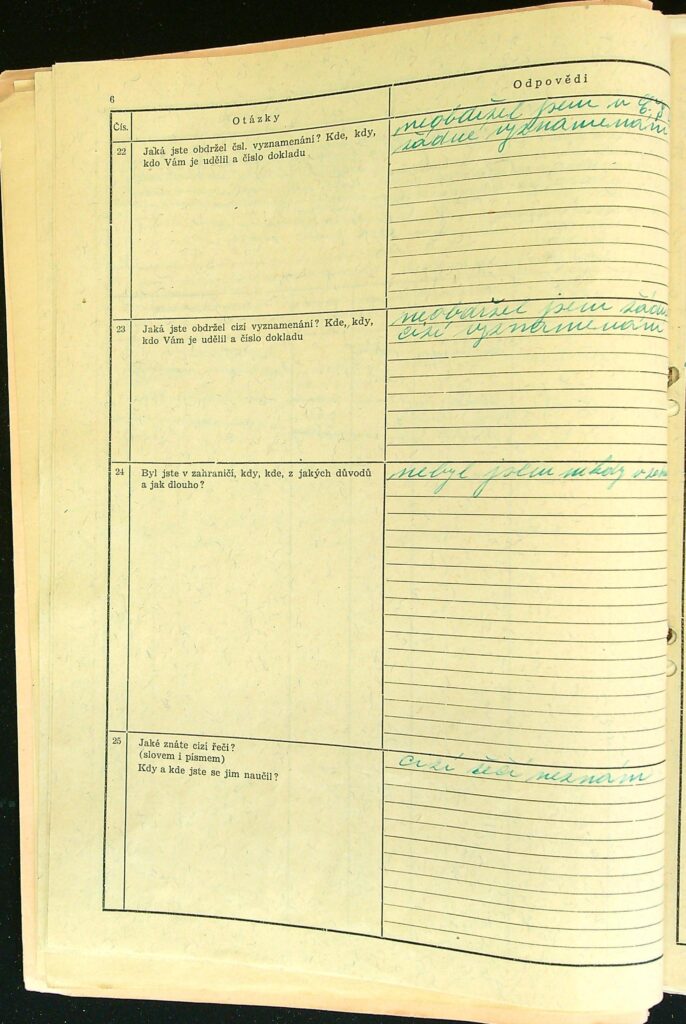 6
Čís.
Otázky
Odpovědi
22
Jaká jste obdržel čsl. vyznamenání? Kde, kdy,
kdo Vám je udělil a číslo dokladu
neobdržel jsem v
žádné vyznamenání
23
Jaká jste obdržel cizí vyznamenání? Kde, kdy,
kdo Vám je udělil a číslo dokladu
neobdržel jsem žádn
cizí vyznamenání
24
Byl jste v zahraničí, kdy, kde, z jakých důvodů
a jak dlouho?
nebyl jsem nikdy v
25
Jaké znáte cizí řeči?
(slovem i písmem)
Kdy a kde jste se jim naučil?
cizí řeči neznám